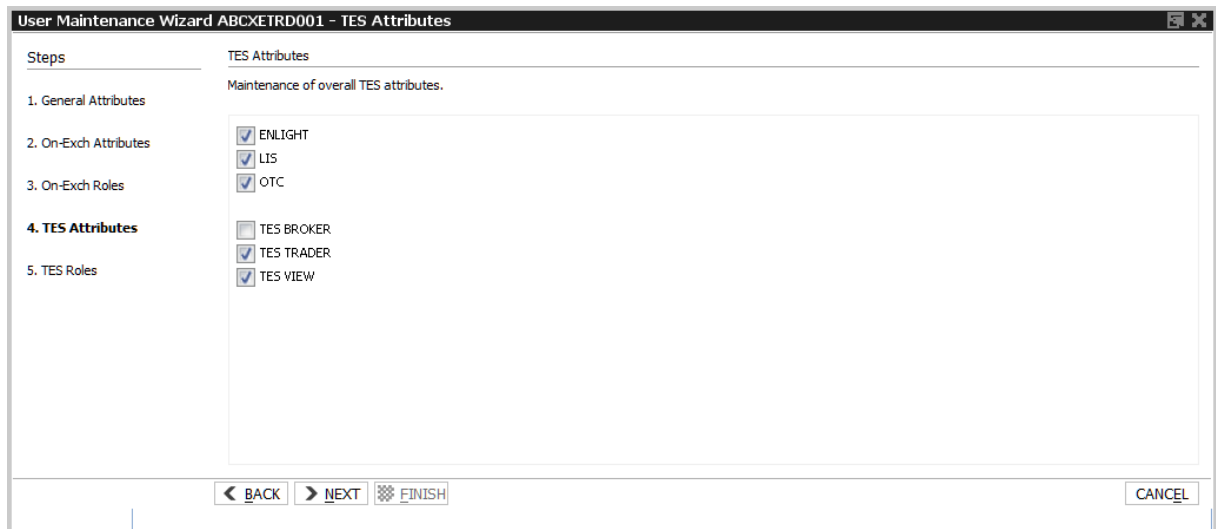 User Maintenance Wizard ABCXETRD001 - TES Attributes
Steps
1. General Attributes
2. On-Exch Attributes
3. On-Exch Roles
4. TES Attributes
5. TES Roles
TES Attributes
Maintenance of overall TES attributes.
ENLIGHT
LIS
OTC
TES BROKER
TES TRADER
TES VIEW
BACK NEXT FINISH CANCEL